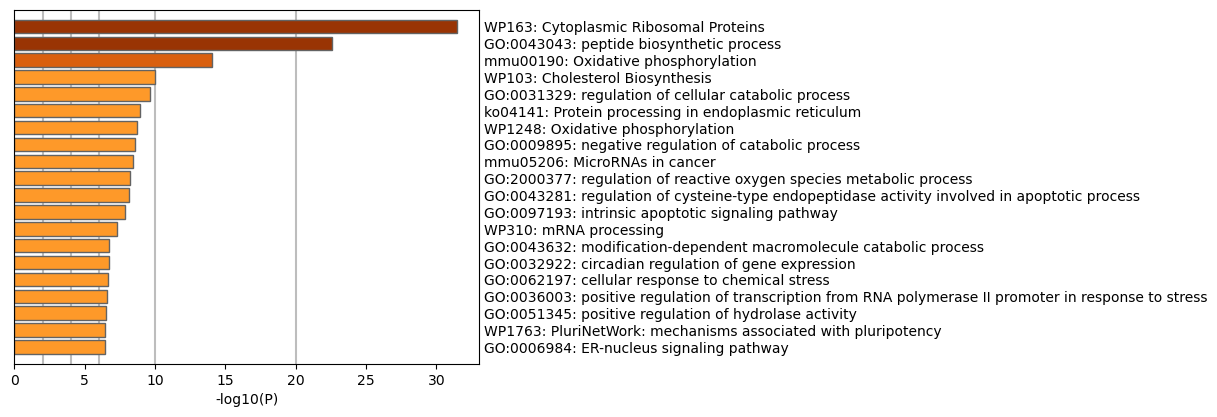 WP163: Cytoplasmic Ribosomal Proteins
GO:0043043: peptide biosynthetic process
mmu00190: Oxidative phosphorylation
WP103: Cholesterol Biosynthesis
GO:0031329: regulation of cellular catabolic process
ko04141: Protein processing in endoplasmic reticulum
WP1248: Oxidative phosphorylation
GO:0009895: negative regulation of catabolic process
mmu05206: MicroRNAs in cancer
GO:2000377: regulation of reactive oxygen species metabolic process
GO:0043281: regulation of cysteine-type endopeptidase activity involved in apoptotic process
GO:0097193: intrinsic apoptotic signaling pathway
WP310: mRNA processing
GO:0043632: modification-dependent macromolecule catabolic process
GO:0032922: circadian regulation of gene expression
GO:0062197: cellular response to chemical stress
GO:0036003: positive regulation of transcription from RNA polymerase II promoter in response to stress
GO:0051345: positive regulation of hydrolase activity
WP1763: PluriNetWork: mechanisms associated with pluripotency
GO:0006984: ER-nucleus signaling pathway
0 5 10 15 20 25 30
-log10(P)